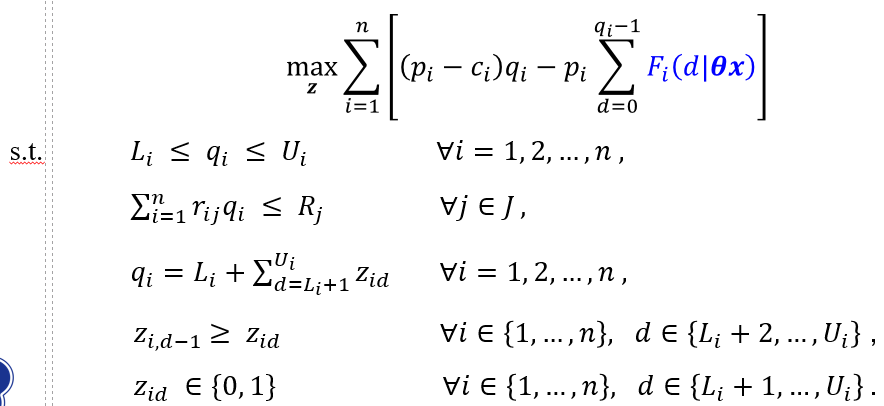 max_z ∑_{i=1}^{n} [ (p_i − c_i)q_i − p_i ∑_{d=0}^{q_i−1} F_i(d|θx) ]
s.t. L_i ≤ q_i ≤ U_i ∀i = 1, 2, … , n ,
∑_{i=1}^{n} r_{ij} q_i ≤ R_j ∀j ∈ J ,
q_i = L_i + ∑_{d=L_i+1}^{U_i} z_{id} ∀i = 1, 2, … , n ,
z_{i,d−1} ≥ z_{id} ∀i ∈ {1, … , n}, d ∈ {L_i + 2, … , U_i} ,
z_{id} ∈ {0, 1} ∀i ∈ {1, … , n}, d ∈ {L_i + 1, … , U_i} .